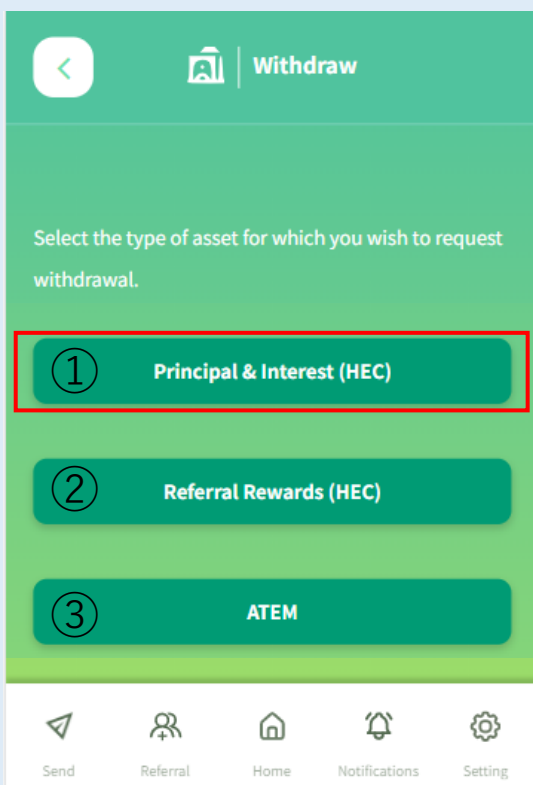 Withdraw
Select the type of asset for which you wish to request
withdrawal.
① Principal & Interest (HEC)
② Referral Rewards (HEC)
③ ATEM
Send Referral Home Notifications Setting